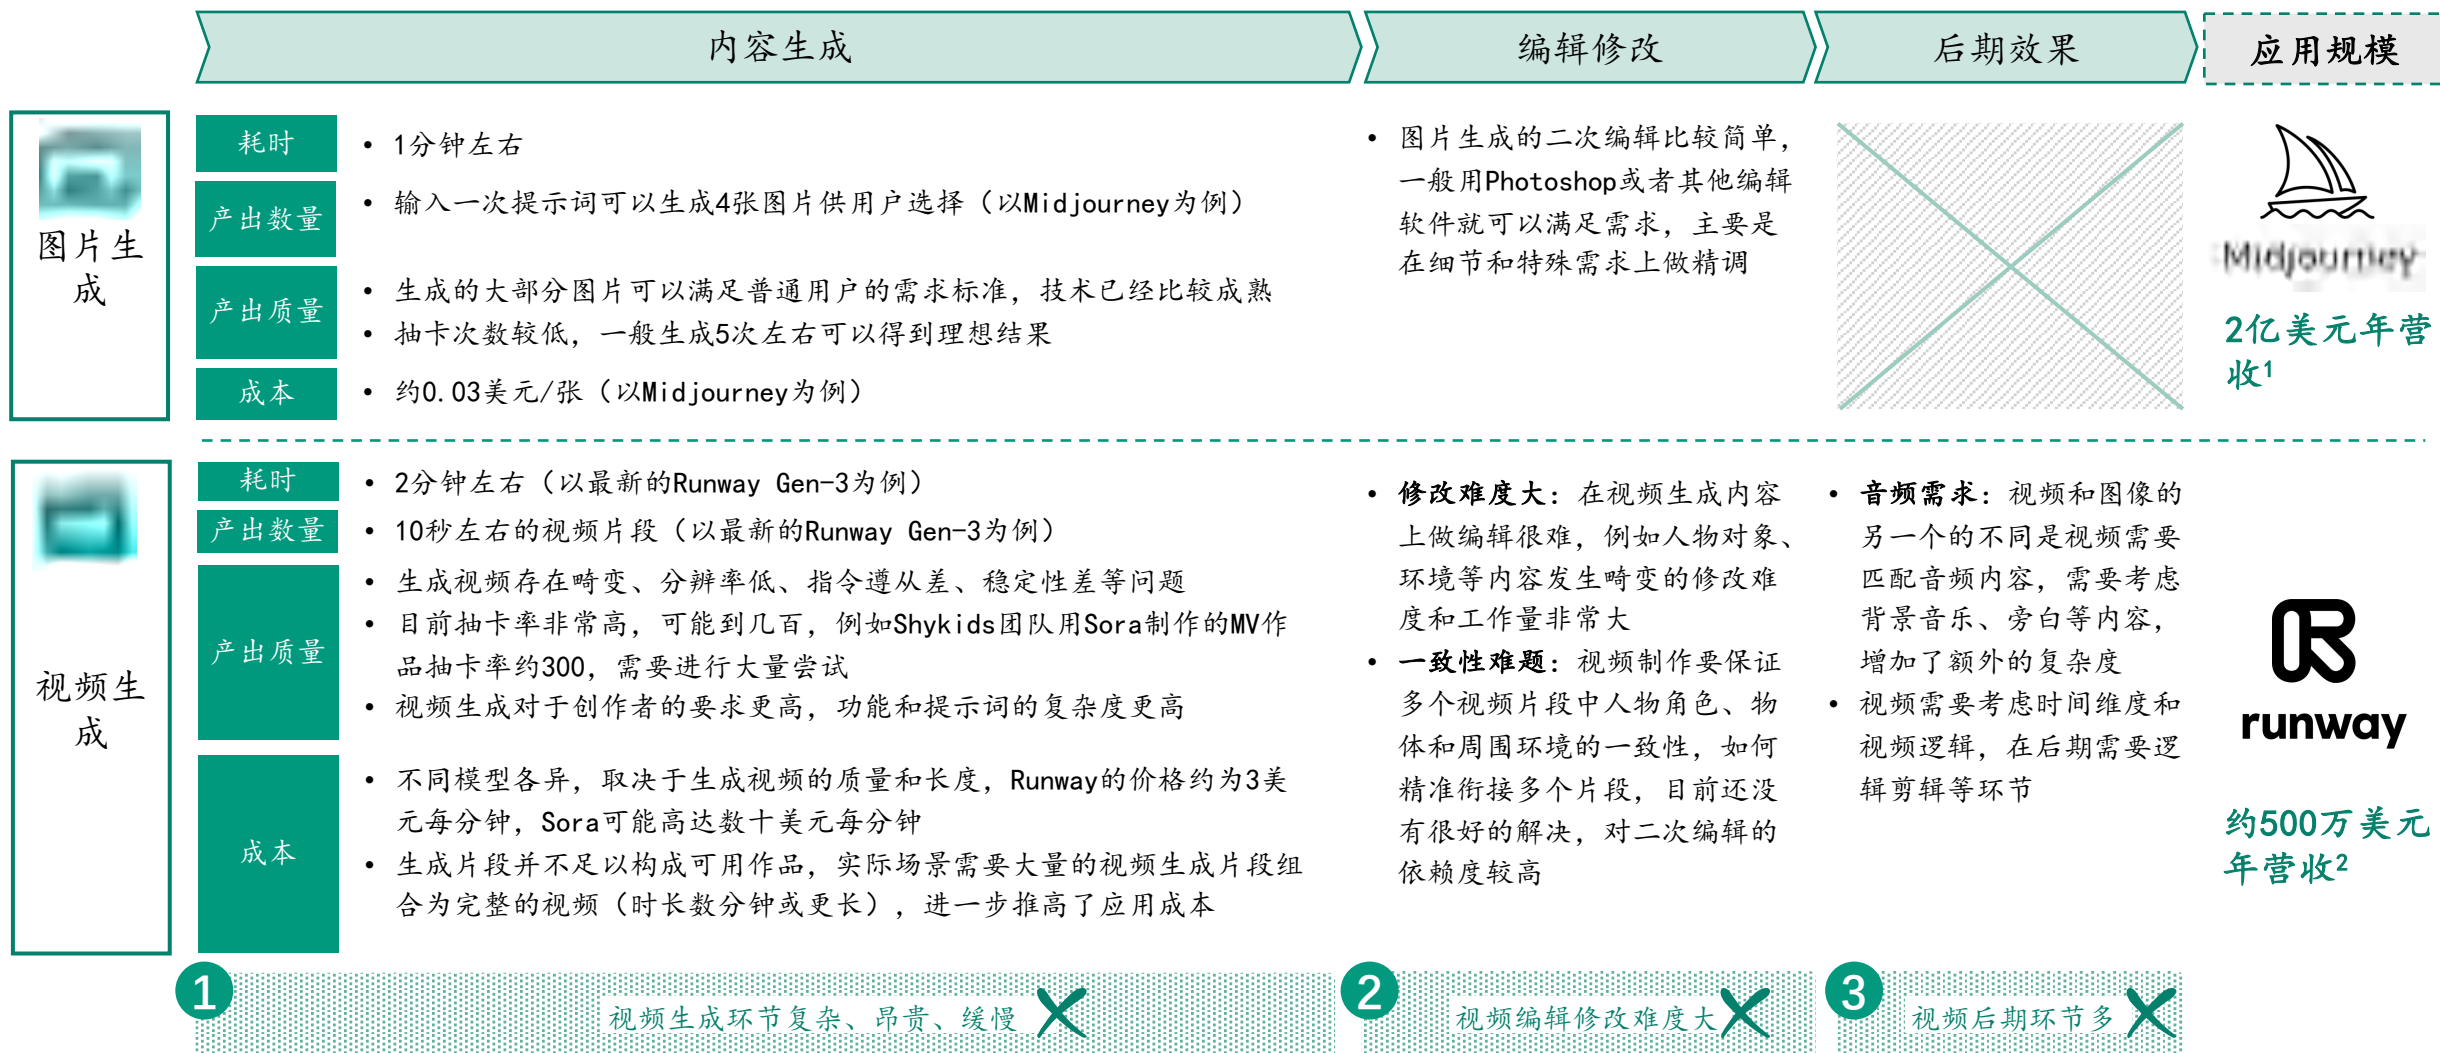 内容生成
编辑修改
后期效果
应用规模
图片生
成
耗时
• 1分钟左右
产出数量
• 输入一次提示词可以生成4张图片供用户选择（以Midjourney为例）
产出质量
• 生成的大部分图片可以满足普通用户的需求标准，技术已经比较成熟
• 抽卡次数较低，一般生成5次左右可以得到理想结果
成本
• 约0.03美元/张（以Midjourney为例）
• 图片生成的二次编辑比较简单，
一般用Photoshop或者其他编辑
软件就可以满足需求，主要是
在细节和特殊需求上做精调
Midjourney
2亿美元年营
收1
视频生
成
耗时
• 2分钟左右（以最新的Runway Gen-3为例）
产出数量
• 10秒左右的视频片段（以最新的Runway Gen-3为例）
产出质量
• 生成视频存在畸变、分辨率低、指令遵从差、稳定性差等问题
• 目前抽卡率非常高，可能到几百，例如Shykids团队用Sora制作的MV作
品抽卡率约300，需要进行大量尝试
• 视频生成对于创作者的要求更高，功能和提示词的复杂度更高
成本
• 不同模型各异，取决于生成视频的质量和长度，Runway的价格约为3美
元每分钟，Sora可能高达数十美元每分钟
• 生成片段并不足以构成可用作品，实际场景需要大量的视频生成片段组
合为完整的视频（时长数分钟或更长），进一步推高了应用成本
• 修改难度大：在视频生成内容
上做编辑很难，例如人物对象、
环境等内容发生畸变的修改难
度和工作量非常大
• 一致性难题：视频制作要保证
多个视频片段中人物角色、物
体和周围环境的一致性，如何
精准衔接多个片段，目前还没
有很好的解决，对二次编辑的
依赖度较高
• 音频需求：视频和图像的
另一个的不同是视频需要
匹配音频内容，需要考虑
背景音乐、旁白等内容，
增加了额外的复杂度
• 视频需要考虑时间维度和
视频逻辑，在后期需要逻
辑剪辑等环节
runway
约500万美元
年营收2
1
视频生成环节复杂、昂贵、缓慢
2
视频编辑修改难度大
3
视频后期环节多